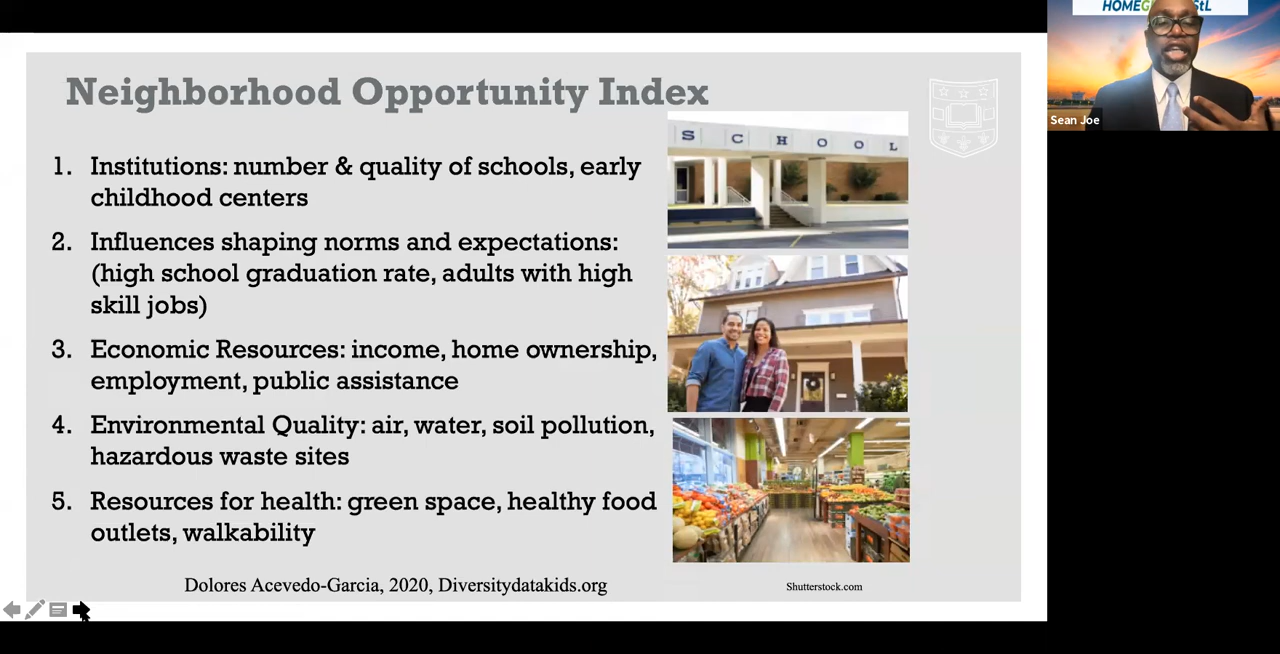 Neighborhood Opportunity Index
1. Institutions: number & quality of schools, early
childhood centers
2. Influences shaping norms and expectations:
(high school graduation rate, adults with high
skill jobs)
3. Economic Resources: income, home ownership,
employment, public assistance
4. Environmental Quality: air, water, soil pollution,
hazardous waste sites
5. Resources for health: green space, healthy food
outlets, walkability
Dolores Acevedo-Garcia, 2020, Diversitydatakids.org
SCHOOL
Shutterstock.com
Sean Joe